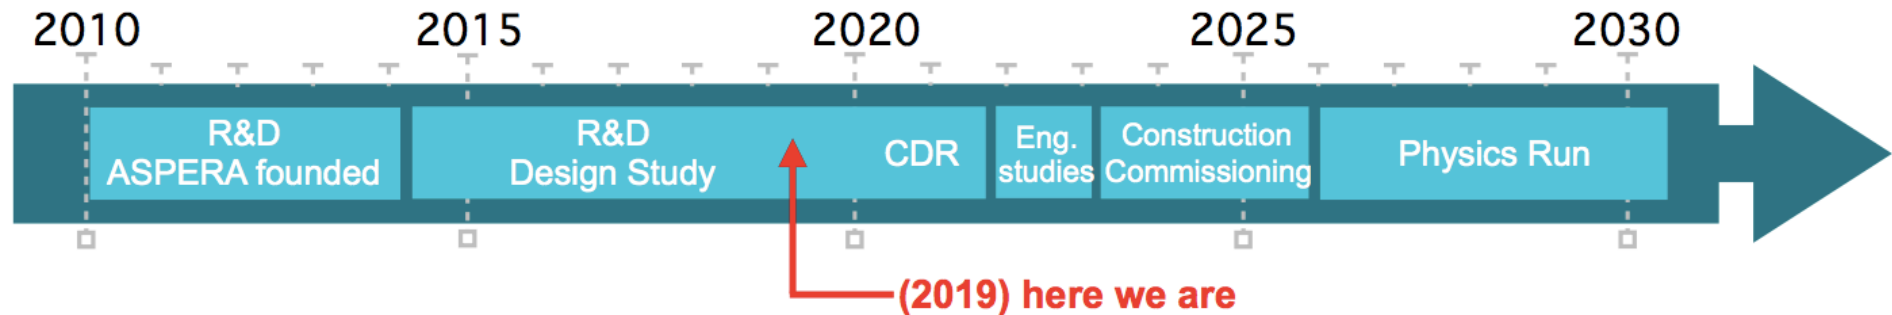 2010 2015 2020 2025 2030
R&D
ASPERA founded
R&D
Design Study
CDR
Eng.
studies
Construction
Commissioning
Physics Run
(2019) here we are